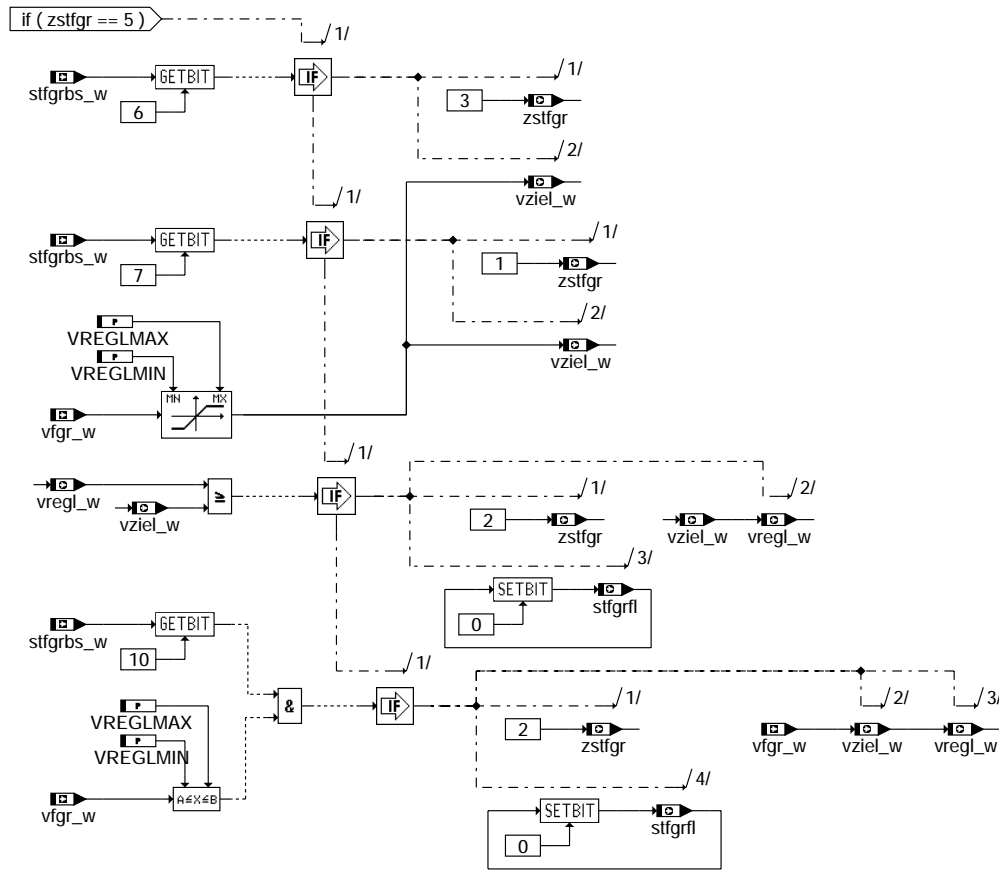 if ( zstfgr == 5 )
/1/
stfgrbs_w
GETBIT
6
IF
/1/
3
zstfgr
/2/
vziel_w
/1/
stfgrbs_w
GETBIT
7
IF
/1/
1
zstfgr
/2/
vziel_w
P
VREGLMAX
P
VREGLMIN
MN MX
vfgr_w
/1/
vregl_w
vziel_w
≥
IF
/1/
2
zstfgr
/2/
vziel_w
vregl_w
/3/
SETBIT
stfgrfl
0
stfgrbs_w
GETBIT
10
/1/
P
VREGLMAX
P
VREGLMIN
vfgr_w
A≤X≤B
&
IF
/1/
2
zstfgr
/2/
/3/
vfgr_w
vziel_w
vregl_w
/4/
SETBIT
stfgrfl
0